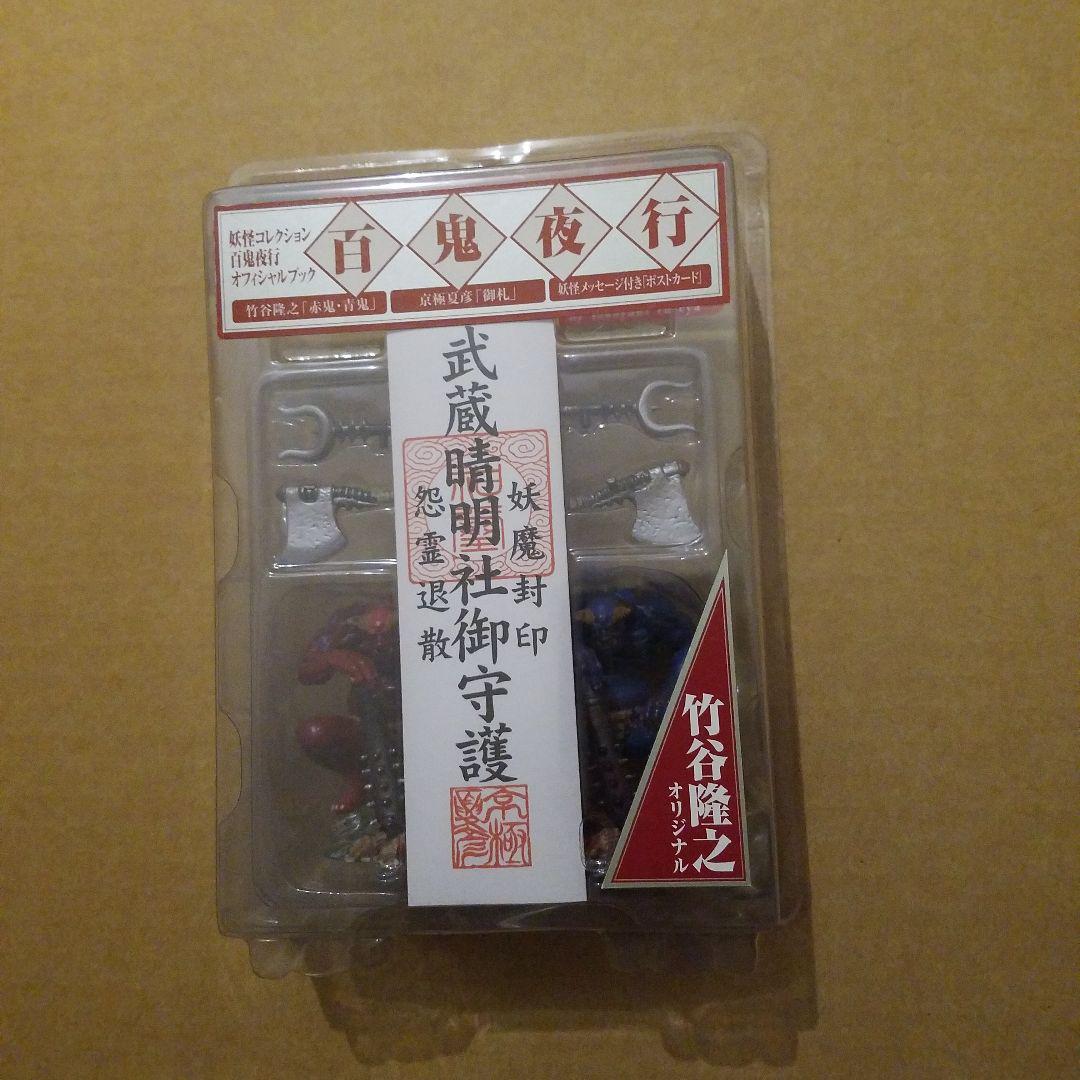 妖怪コレクション
百鬼夜行
オフィシャルブック
百鬼夜行
竹谷隆之「赤鬼・青鬼」
京極夏彦「御札」
妖怪メッセージ付き「ポストカード」
妖魔封印
武蔵晴明社御守護
怨霊退散
竹谷隆之
オリジナル